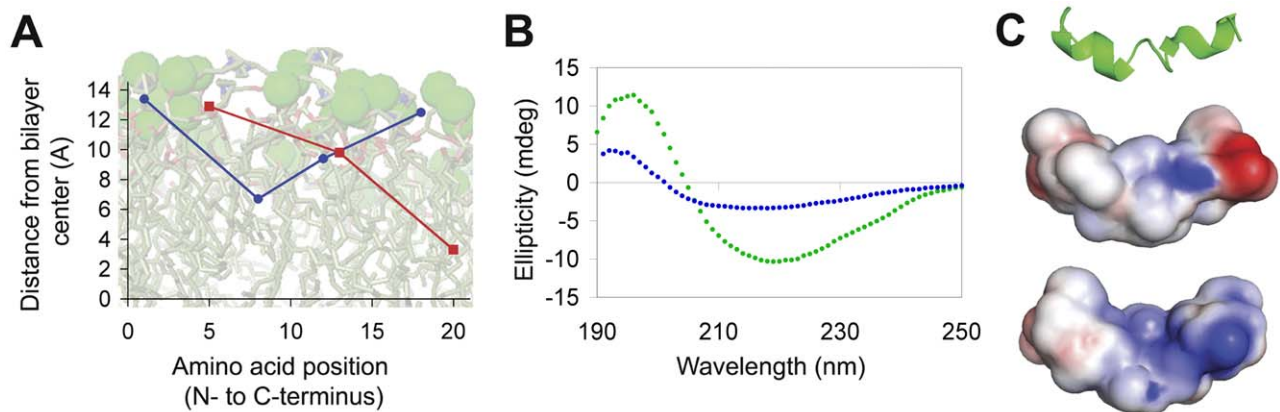 A
Distance from bilayer
center (A)
14
12
10
8
6
4
2
0
0 5 10 15 20
Amino acid position
(N- to C-terminus)
B
Ellipticity (mdeg)
15
10
5
0
-5
-10
-15
190 210 230 250
Wavelength (nm)
C